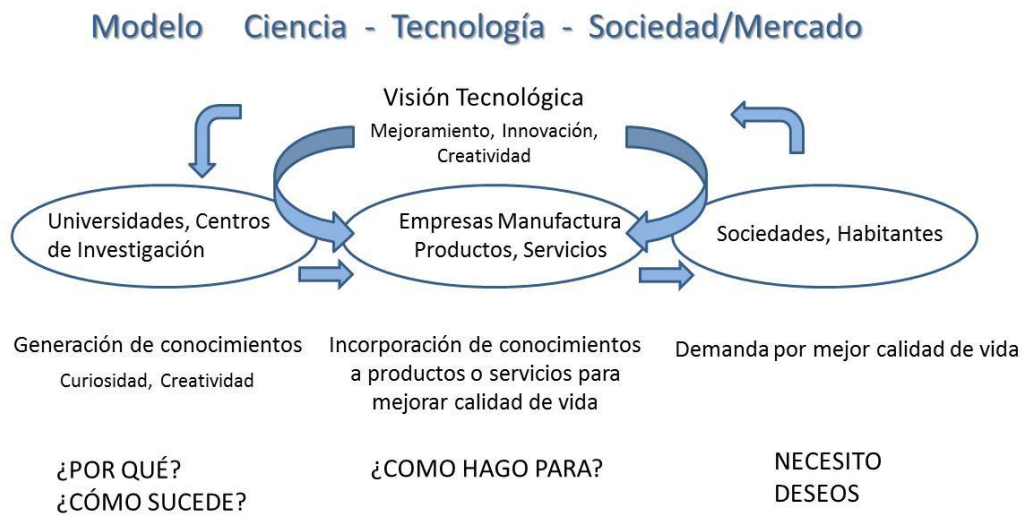 Modelo Ciencia - Tecnología - Sociedad/Mercado
Visión Tecnológica
Mejoramiento, Innovación,
Creatividad
Universidades, Centros
de Investigación
Empresas Manufactura
Productos, Servicios
Sociedades, Habitantes
Generación de conocimientos
Curiosidad, Creatividad
Incorporación de conocimientos
a productos o servicios para
mejorar calidad de vida
Demanda por mejor calidad de vida
¿POR QUÉ?
¿CÓMO SUCEDE?
¿COMO HAGO PARA?
NECESITO
DESEOS